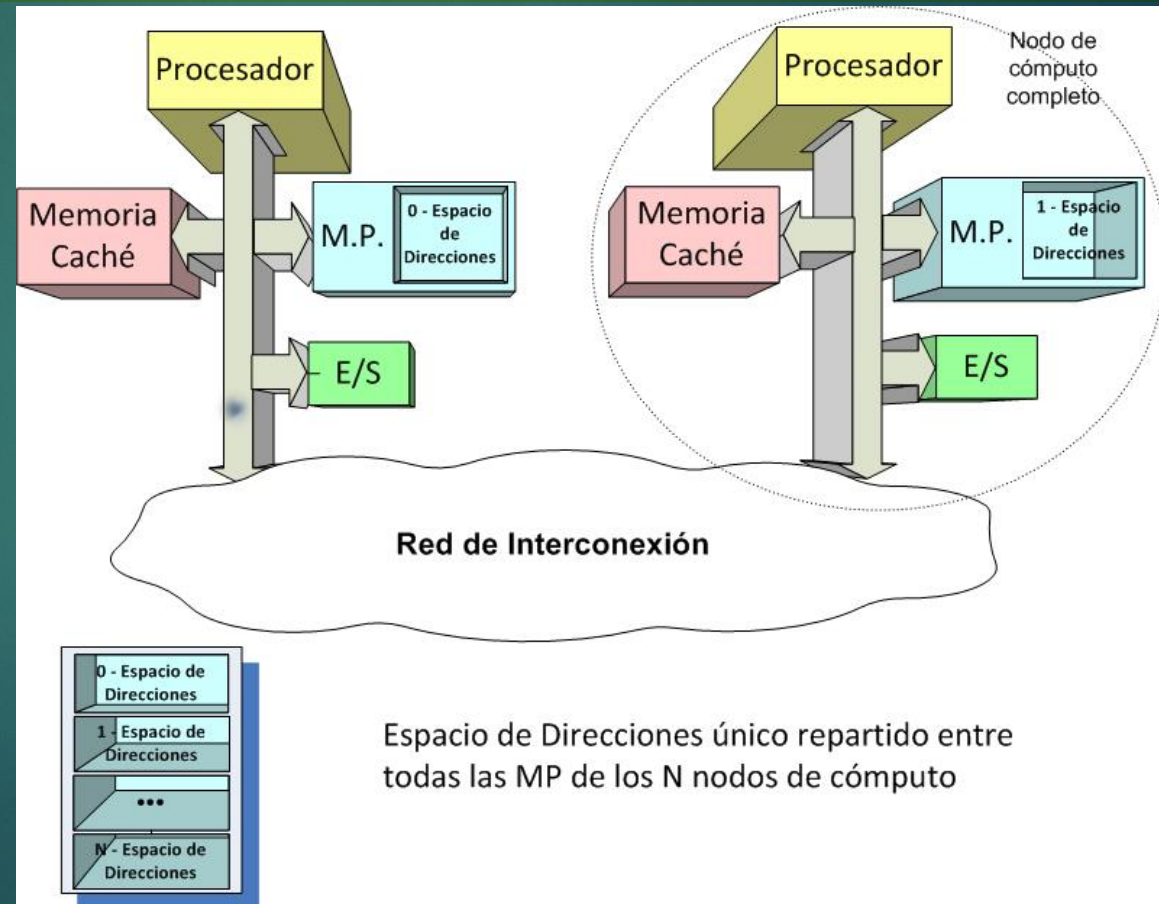 Procesador
Memoria
Caché
M.P.
0 - Espacio
de
Direcciones
E/S
Procesador
Nodo de
cómputo
completo
Memoria
Caché
M.P.
1 - Espacio
de
Direcciones
E/S
Red de Interconexión
0 - Espacio de
Direcciones
1 - Espacio de
Direcciones
•••
N - Espacio de
Direcciones
Espacio de Direcciones único repartido entre
todas las MP de los N nodos de cómputo